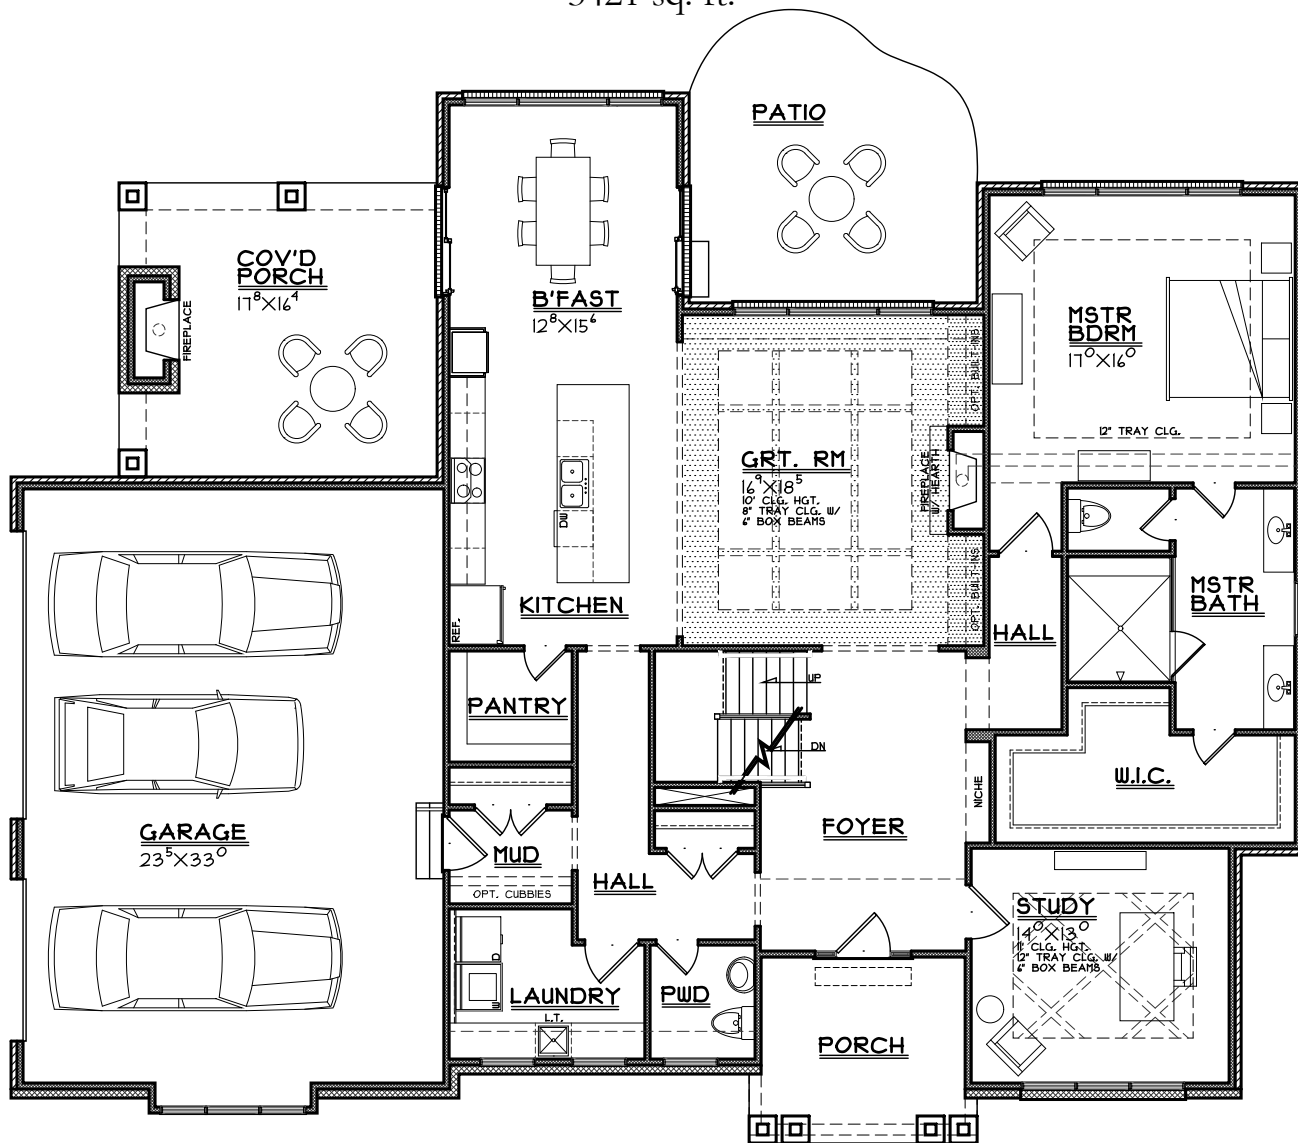 3421 sq. ft.
PATIO
COV'D
PORCH
17⁸X16⁴
FIREPLACE
B'FAST
12⁸X15⁶
MSTR
BDRM
17⁰X16⁰
12" TRAY CLG.
OPT. BUILT-INS
GRT. RM
16⁹X18⁵
10' CLG. HGT.
8" TRAY CLG. W/
6" BOX BEAMS
FIREPLACE
W/ HEARTH
OPT. BUILT-INS
DW
KITCHEN
REF.
PANTRY
UP
DN
HALL
MSTR
BATH
W.I.C.
NICHE
FOYER
GARAGE
23⁵X33⁰
MUD
OPT. CUBBIES
HALL
STUDY
14⁰X13⁰
11' CLG. HGT.
12" TRAY CLG. W/
6" BOX BEAMS
D
W
LAUNDRY
L.T.
PWD
PORCH